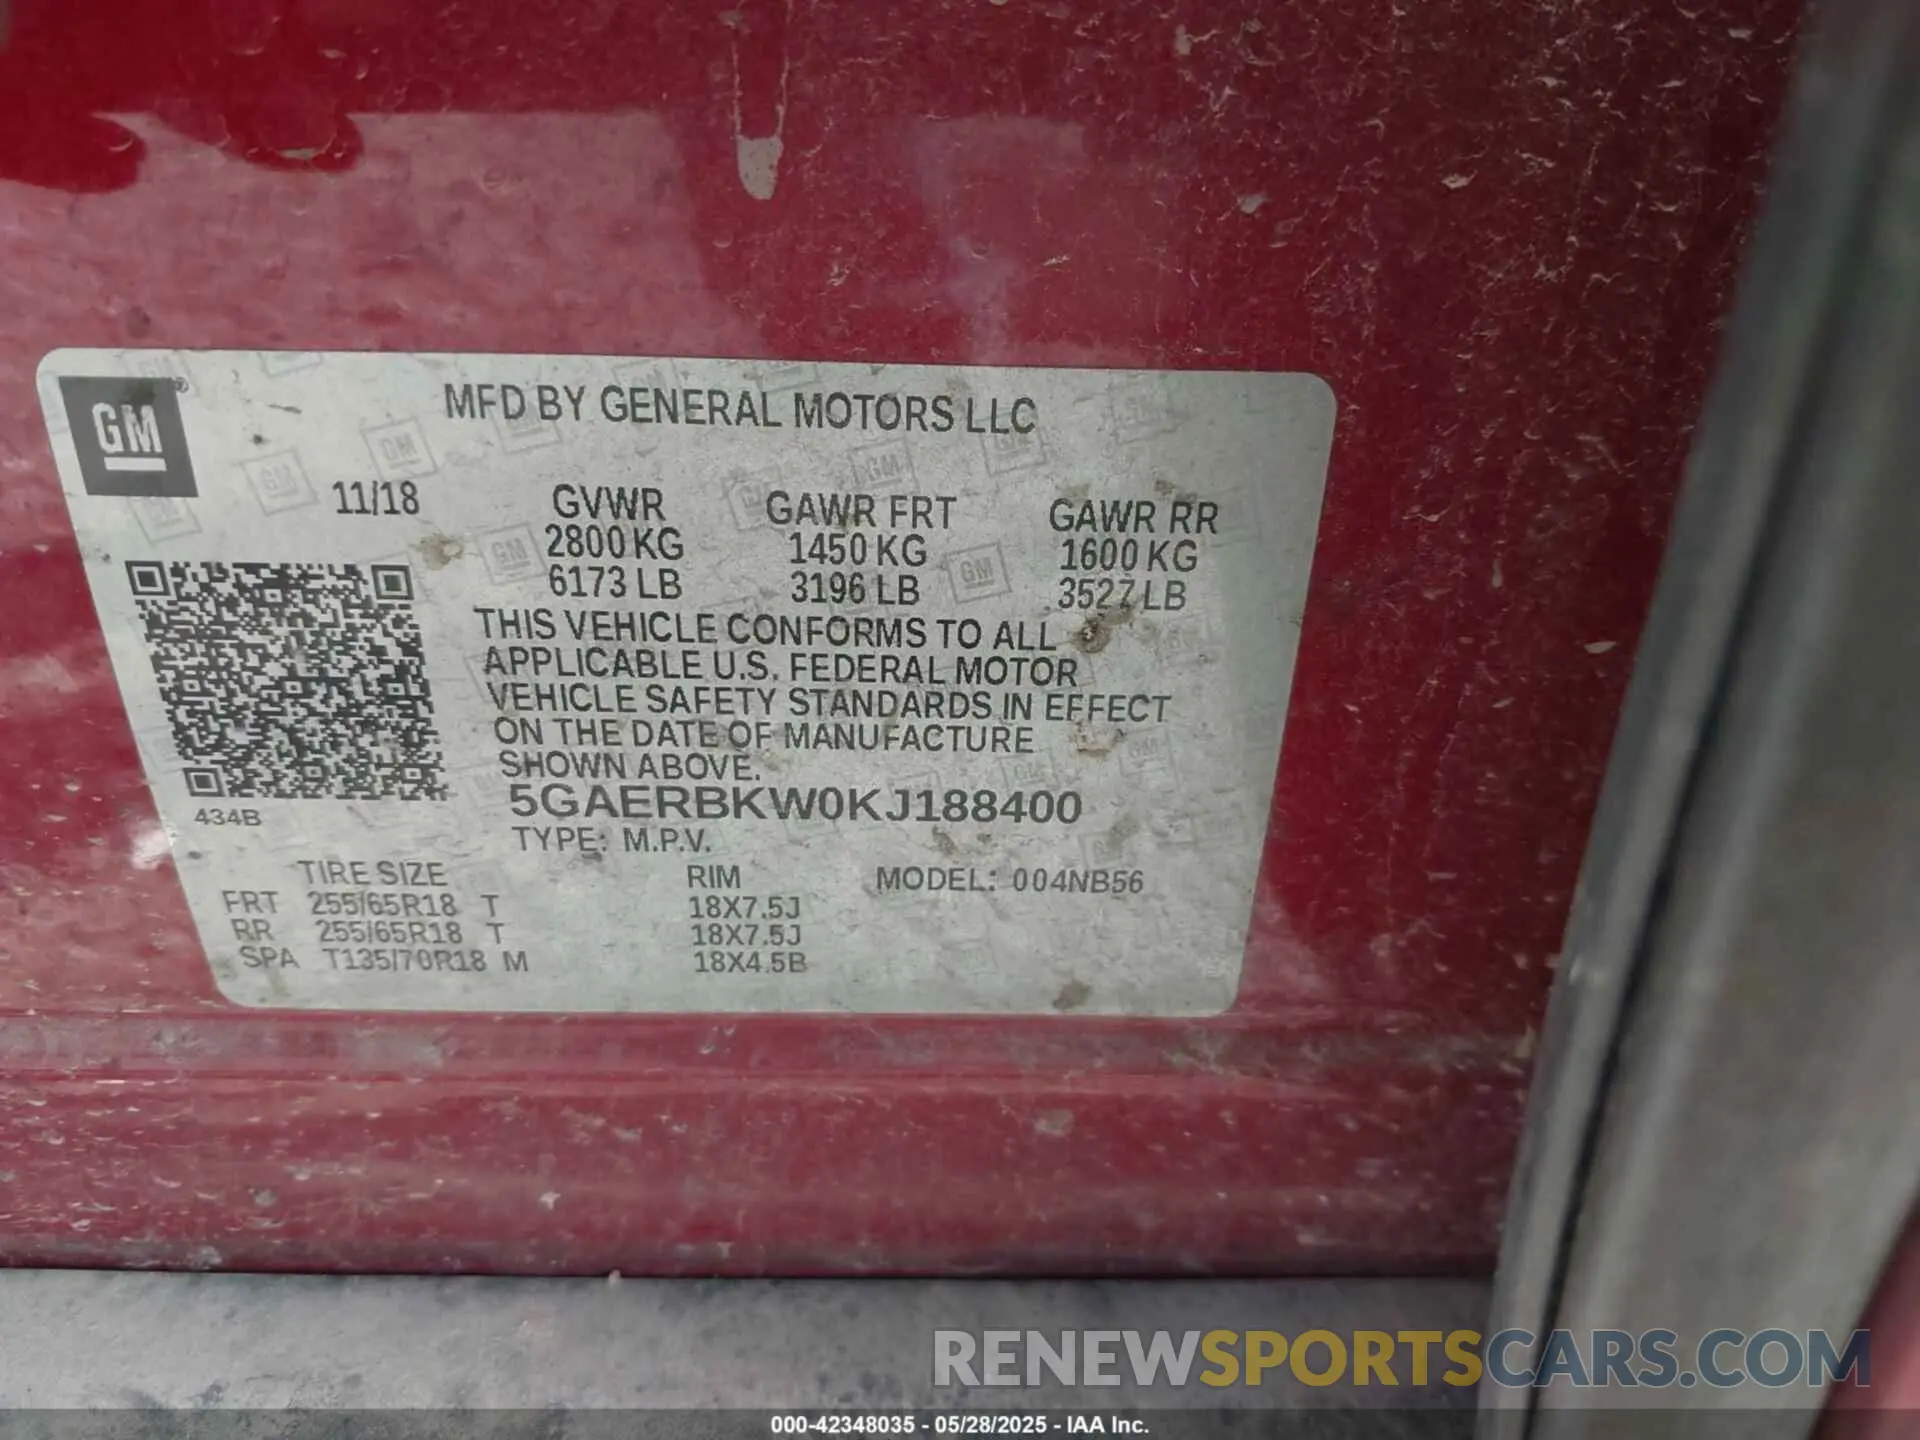 GM®
MFD BY GENERAL MOTORS LLC
11/18
GVWR GAWR FRT GAWR RR
2800 KG 1450 KG 1600 KG
6173 LB 3196 LB 3527 LB
THIS VEHICLE CONFORMS TO ALL
APPLICABLE U.S. FEDERAL MOTOR
VEHICLE SAFETY STANDARDS IN EFFECT
ON THE DATE OF MANUFACTURE
SHOWN ABOVE.
5GAERBKW0KJ188400
434B
TYPE: M.P.V.
TIRE SIZE RIM MODEL: 004NB56
FRT 255/65R18 T 18X7.5J
RR 255/65R18 T 18X7.5J
SPA T135/70R18 M 18X4.5B
RENEWSPORTSCARS.COM
000-42348035 - 05/28/2025 - IAA Inc.